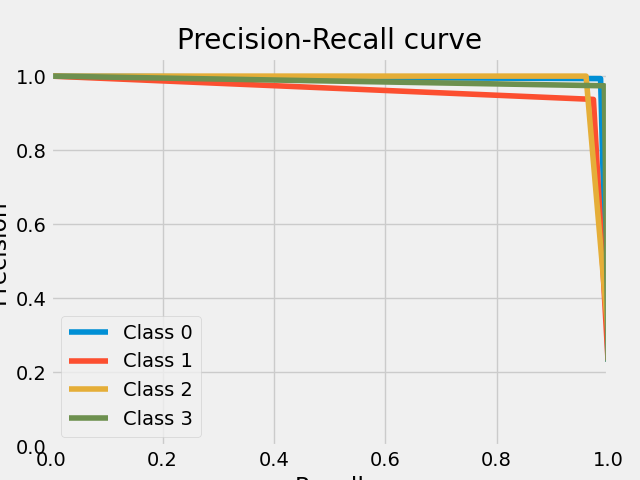 Precision-Recall curve
1.0
0.8
0.6
0.4
0.2
0.0
Precision
Class 0
Class 1
Class 2
Class 3
0.0 0.2 0.4 0.6 0.8 1.0
Recall